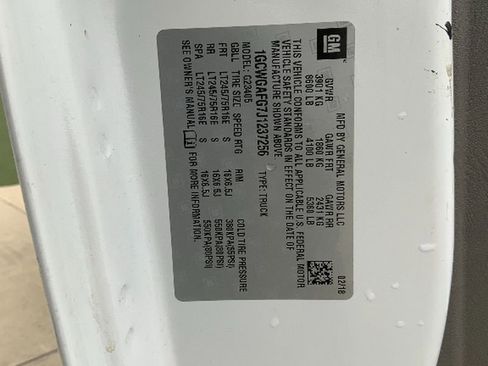 GM
MFD BY GENERAL MOTORS LLC
02/18
GVWR GAWR FRT GAWR RR
3901 KG 1860 KG 2431 KG
8600 LB 4100 LB 5360 LB
THIS VEHICLE CONFORMS TO ALL APPLICABLE U.S. FEDERAL MOTOR
VEHICLE SAFETY STANDARDS IN EFFECT ON THE DATE OF
MANUFACTURE SHOWN ABOVE.
1GCWGAFG7J1237256 TYPE: TRUCK
MODEL: G23405
GBLL TIRE SIZE SPEED RTG RIM COLD TIRE PRESSURE
FRT LT245/75R16E S 16X6.5J 380KPA(55PSI)
RR LT245/75R16E S 16X6.5J 550KPA(80PSI)
SPA LT245/75R16E S 16X6.5J 550KPA(80PSI)
SEE OWNER'S MANUAL FOR MORE INFORMATION.